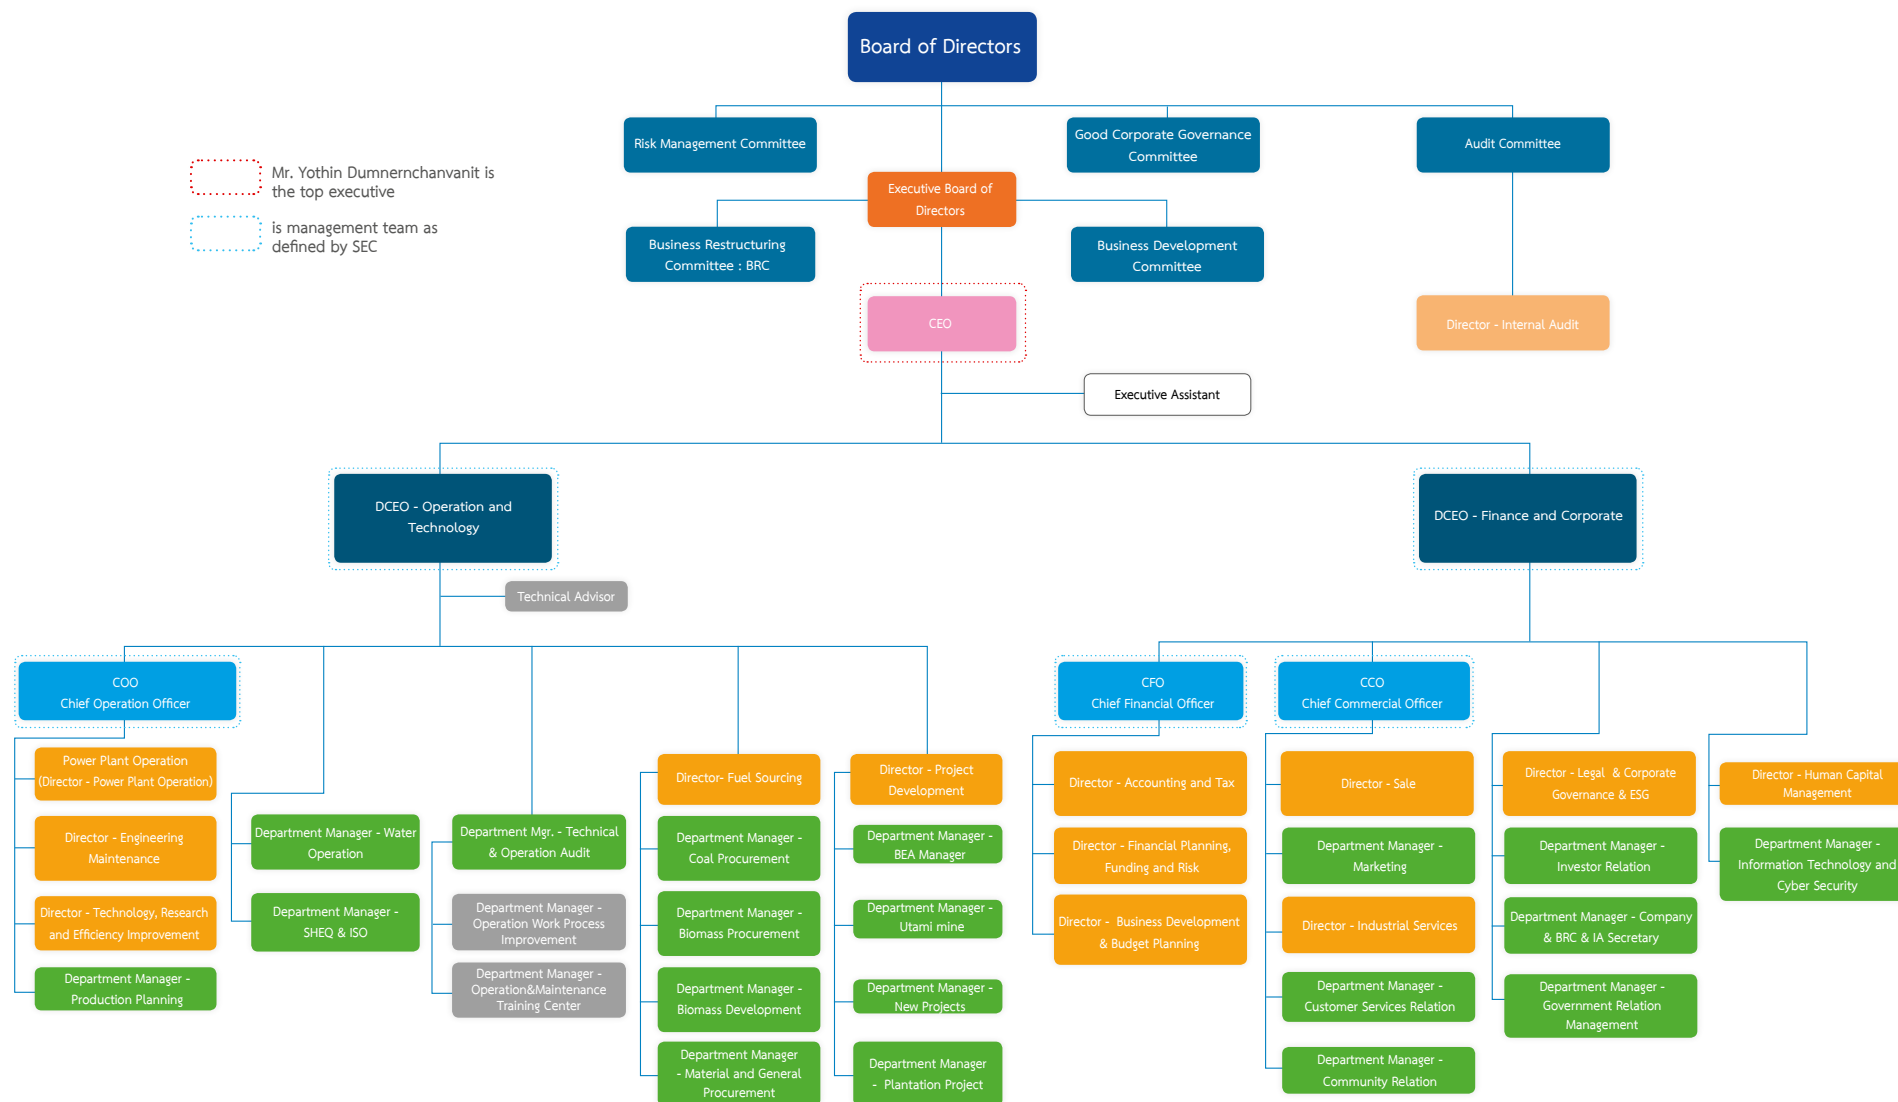 Board of Directors
Risk Management Committee
Good Corporate Governance
Committee
Audit Committee
Mr. Yothin Dumnernchanvanit is
the top executive
is management team as
defined by SEC
Executive Board of
Directors
Business Restructuring
Committee : BRC
Business Development
Committee
CEO
Director - Internal Audit
Executive Assistant
DCEO - Operation and
Technology
DCEO - Finance and Corporate
Technical Advisor
COO
Chief Operation Officer
Power Plant Operation
(Director - Power Plant Operation)
Director - Engineering
Maintenance
Director - Technology, Research
and Efficiency Improvement
Department Manager -
Production Planning
Department Manager - Water
Operation
Department Manager -
SHEQ & ISO
Department Mgr. - Technical
& Operation Audit
Department Manager -
Operation Work Process
Improvement
Department Manager -
Operation&Maintenance
Training Center
Director- Fuel Sourcing
Department Manager -
Coal Procurement
Department Manager -
Biomass Procurement
Department Manager -
Biomass Development
Department Manager
- Material and General
Procurement
Director - Project
Development
Department Manager -
BEA Manager
Department Manager -
Utami mine
Department Manager -
New Projects
Department Manager
- Plantation Project
CFO
Chief Financial Officer
Director - Accounting and Tax
Director - Financial Planning,
Funding and Risk
Director - Business Development
& Budget Planning
CCO
Chief Commercial Officer
Director - Sale
Department Manager -
Marketing
Director - Industrial Services
Department Manager -
Customer Services Relation
Department Manager -
Community Relation
Director - Legal & Corporate
Governance & ESG
Department Manager -
Investor Relation
Department Manager - Company
& BRC & IA Secretary
Department Manager -
Government Relation
Management
Director - Human Capital
Management
Department Manager -
Information Technology and
Cyber Security